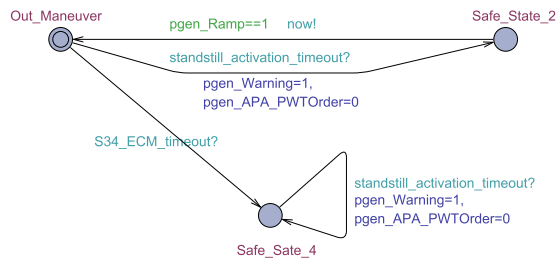 Out_Maneuver
Safe_State_2
pgen_Ramp==1 now!
standstill_activation_timeout?
pgen_Warning=1,
pgen_APA_PWTOrder=0
S34_ECM_timeout?
standstill_activation_timeout?
pgen_Warning=1,
pgen_APA_PWTOrder=0
Safe_Sate_4